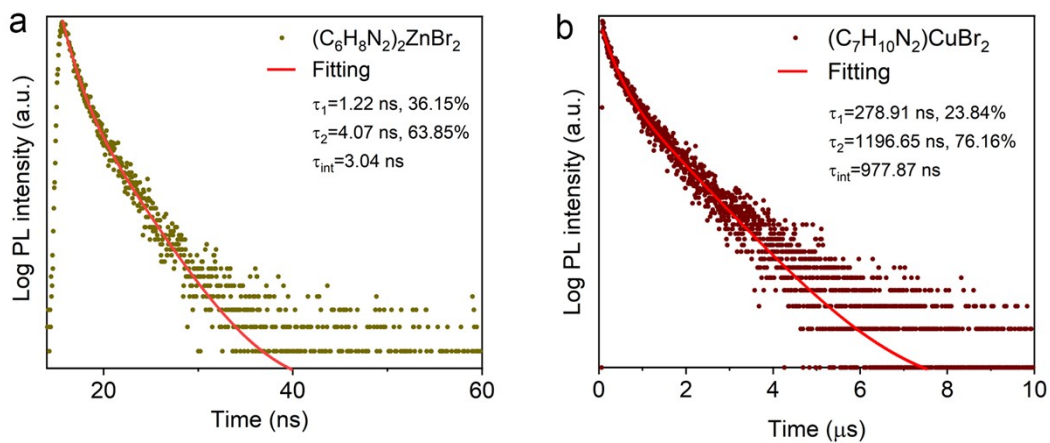 a
Log PL intensity (a.u.)
(C₆H₈N₂)₂ZnBr₂
Fitting
τ₁=1.22 ns, 36.15%
τ₂=4.07 ns, 63.85%
τᵢₙₜ=3.04 ns
20 40 60
Time (ns)
b
Log PL intensity (a.u.)
(C₇H₁₀N₂)CuBr₂
Fitting
τ₁=278.91 ns, 23.84%
τ₂=1196.65 ns, 76.16%
τᵢₙₜ=977.87 ns
0 2 4 6 8 10
Time (μs)